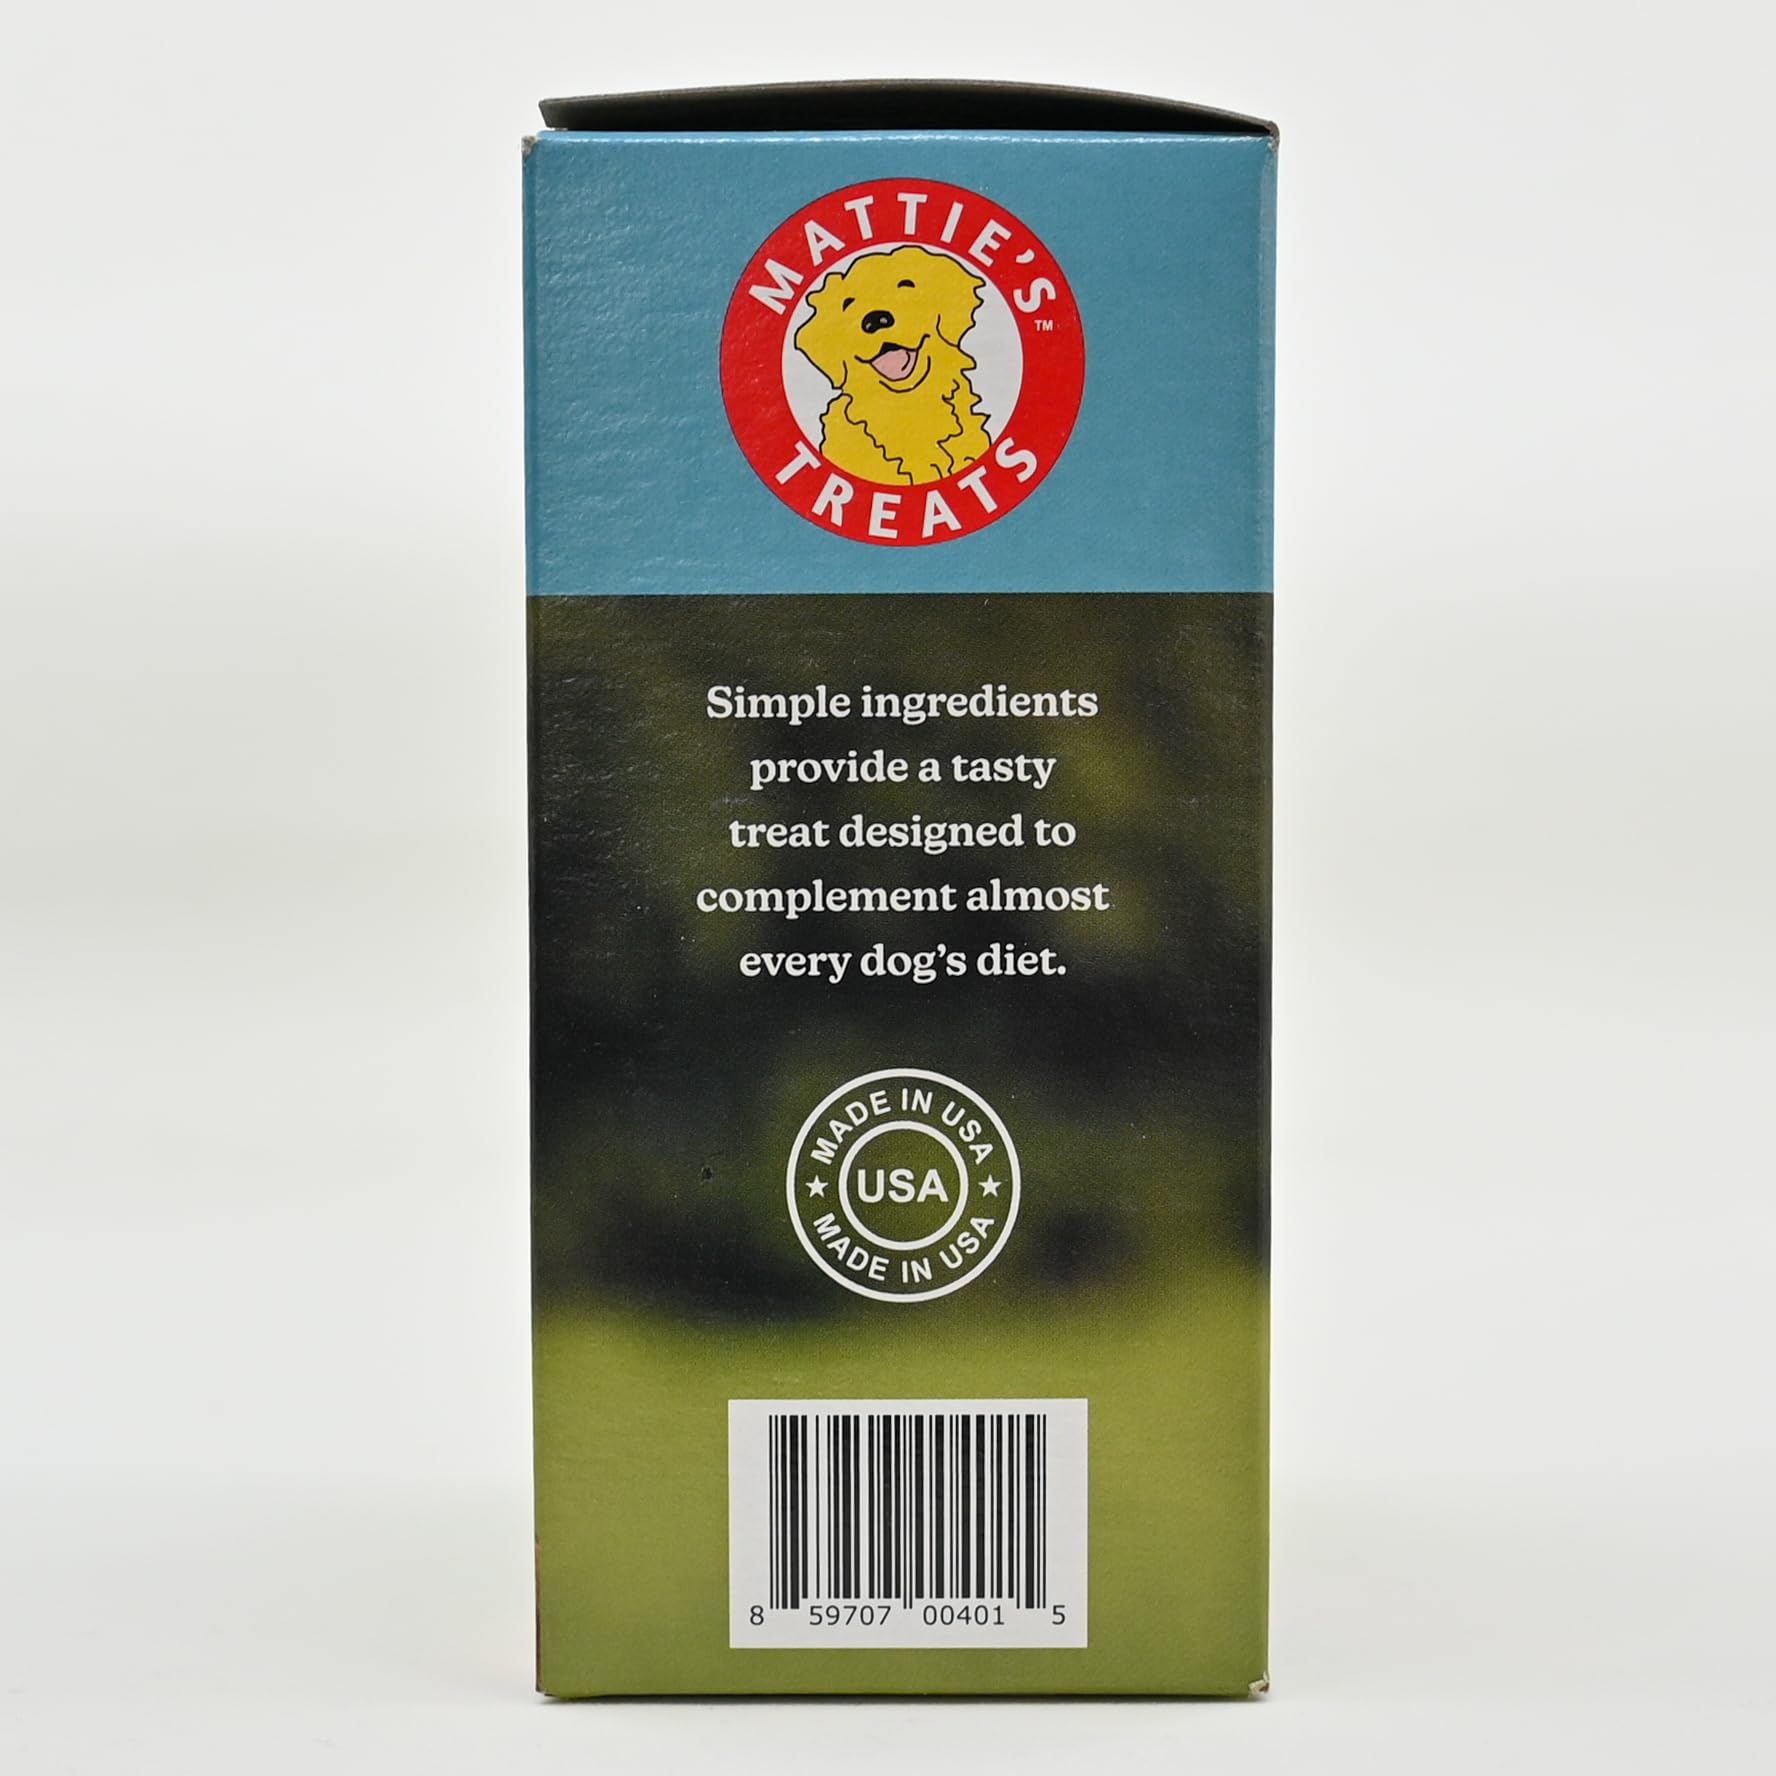 MATTIE'S
TM
TREATS
Simple ingredients
provide a tasty
treat designed to
complement almost
every dog’s diet.
MADE IN USA
★ USA ★
MADE IN USA
8 59707 00401 5